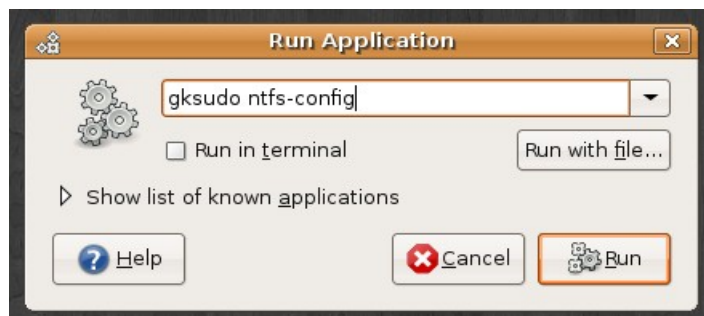 Run Application
gksudo ntfs-config
Run in terminal
Run with file...
Show list of known applications
Help
Cancel
Run